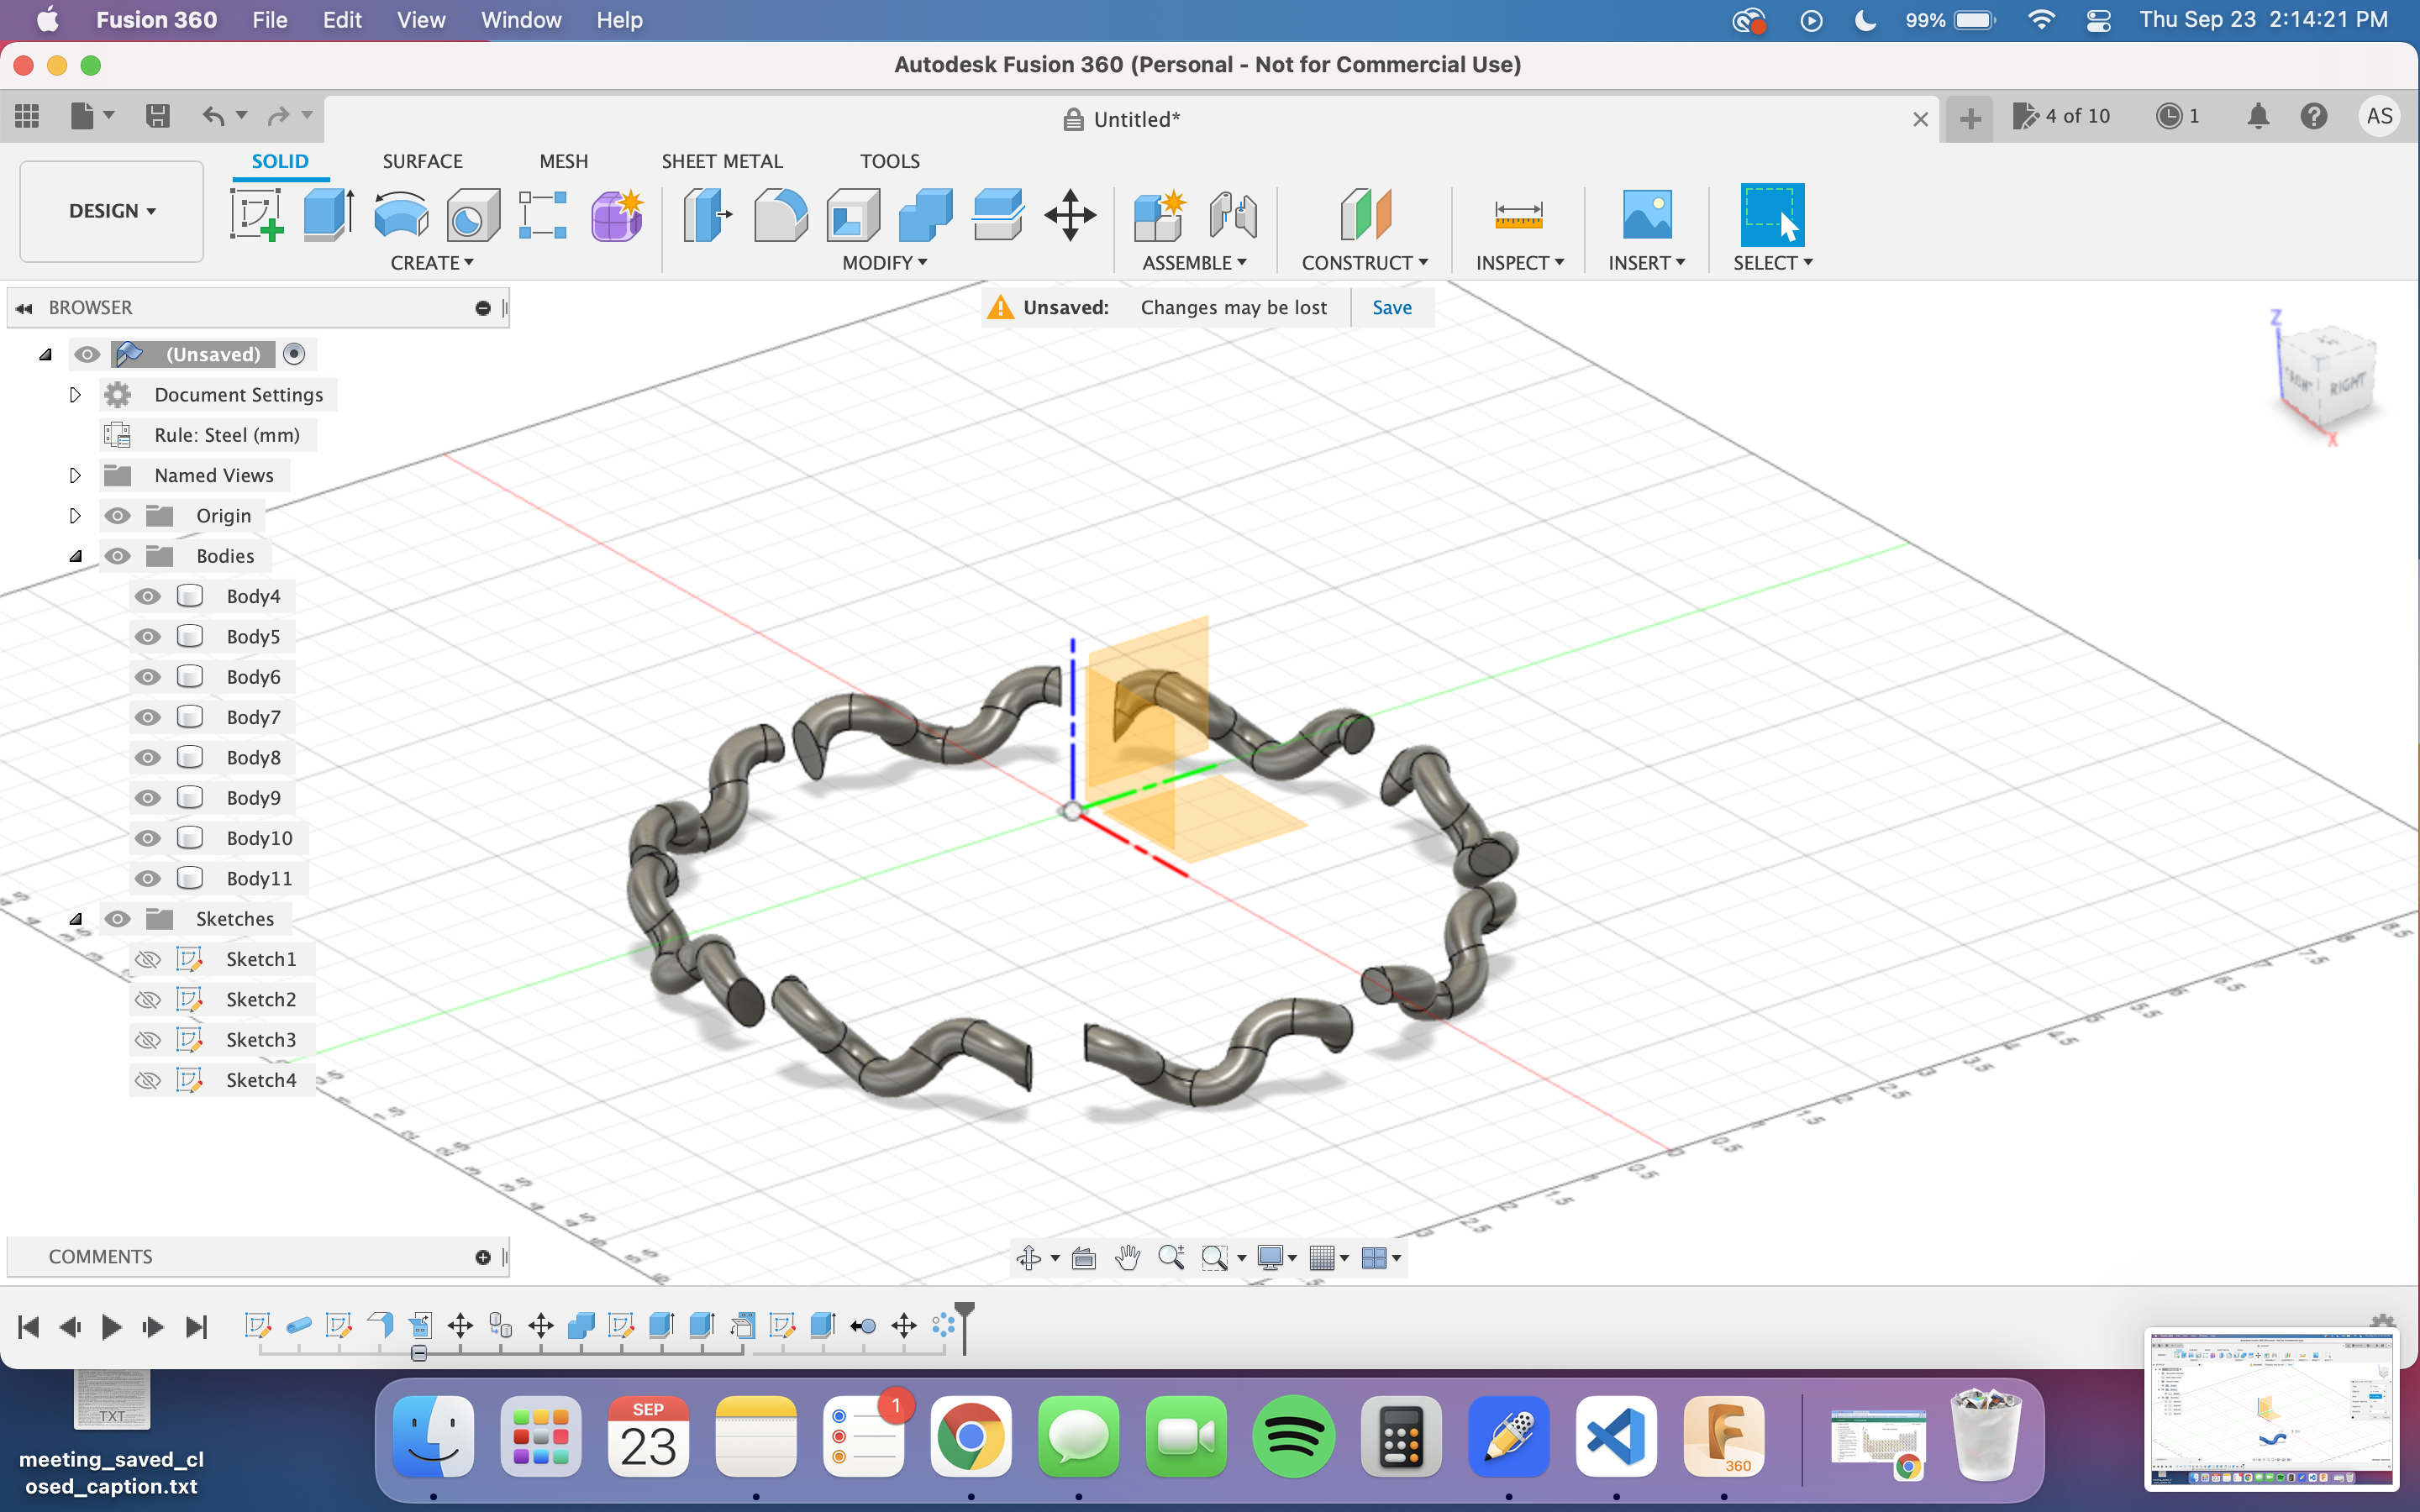 Fusion 360 File Edit View Window Help 99% Thu Sep 23 2:14:21 PM
Autodesk Fusion 360 (Personal - Not for Commercial Use)
Untitled* 4 of 10 1 AS
SOLID SURFACE MESH SHEET METAL TOOLS
DESIGN
CREATE MODIFY ASSEMBLE CONSTRUCT INSPECT INSERT SELECT
BROWSER
Unsaved: Changes may be lost Save
(Unsaved)
Document Settings
Rule: Steel (mm)
Named Views
Origin
Bodies
Body4
Body5
Body6
Body7
Body8
Body9
Body10
Body11
Sketches
Sketch1
Sketch2
Sketch3
Sketch4
Z
RIGHT
X
COMMENTS
TXT
meeting_saved_cl
osed_caption.txt
SEP
23
1
360